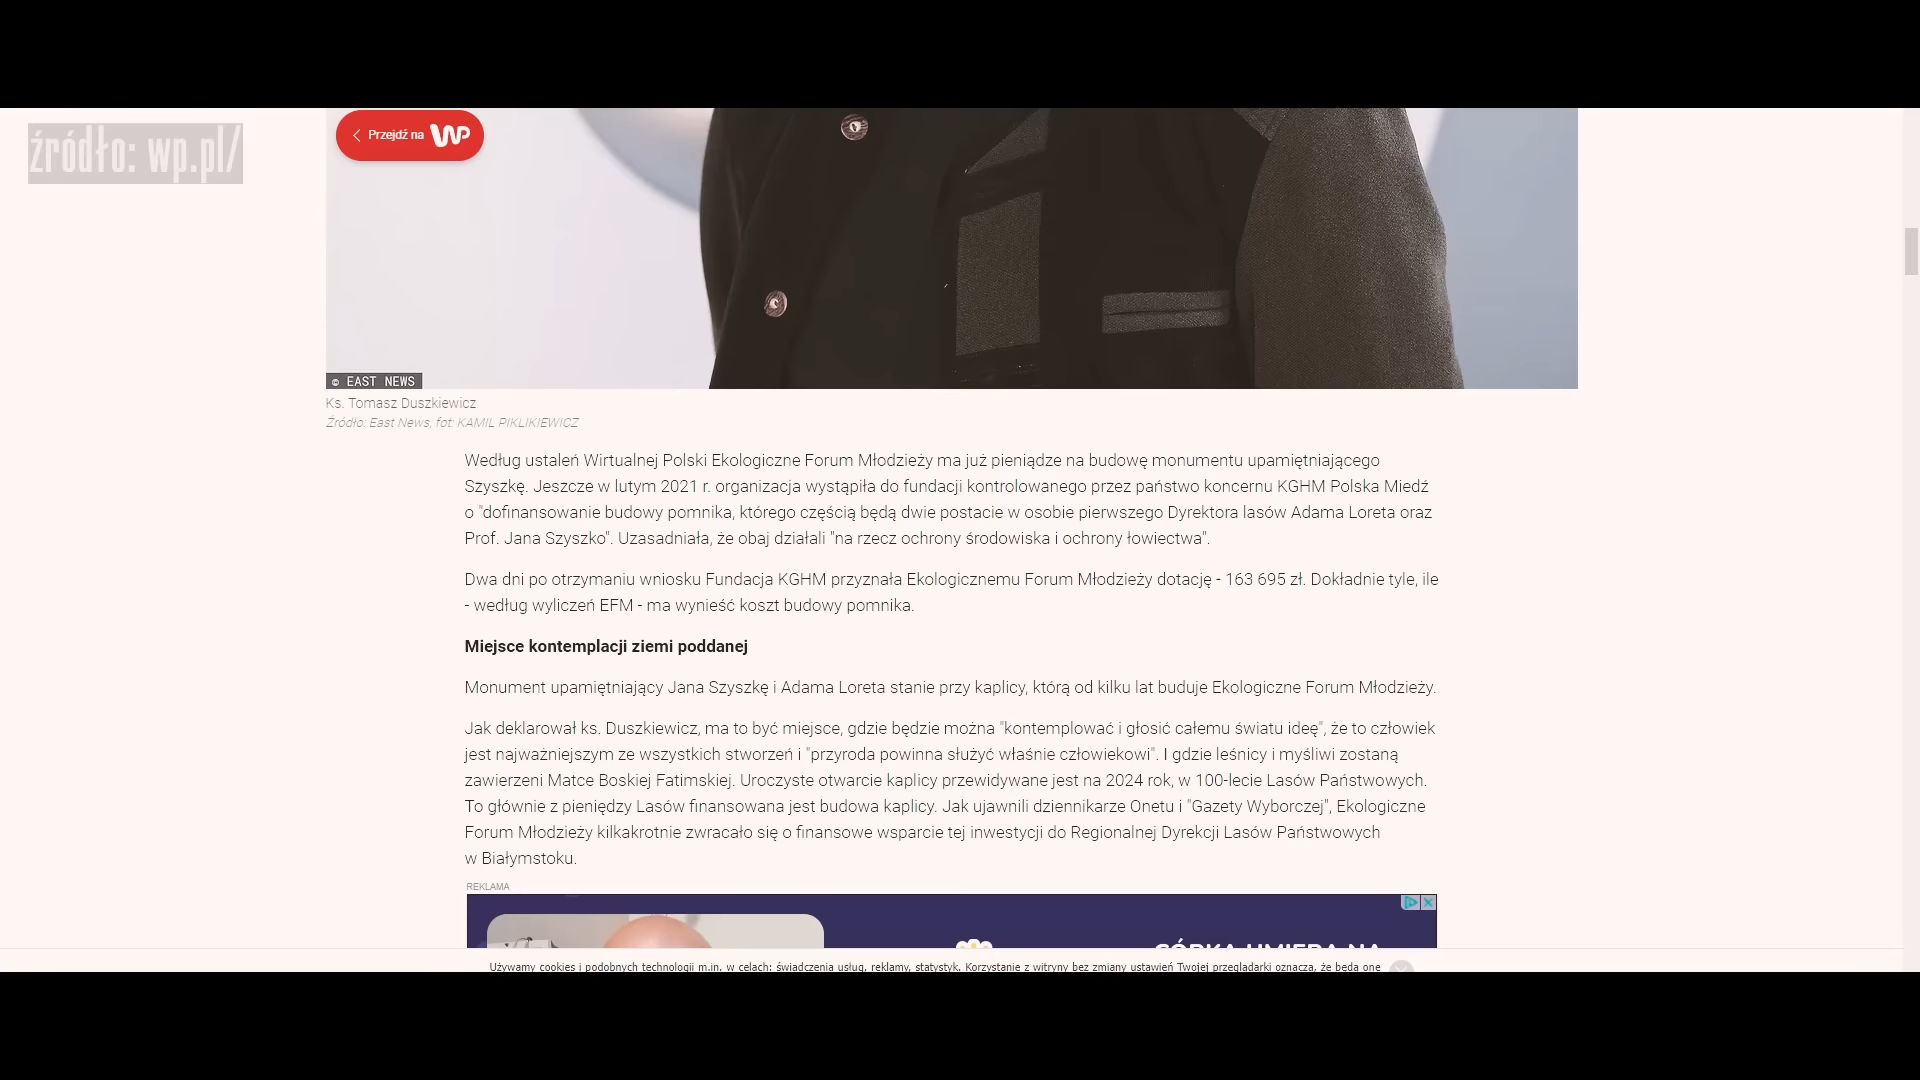 źródło: wp.pl/
Przejdź na WP
© EAST NEWS
Ks. Tomasz Duszkiewicz
Źródło: East News, fot: KAMIL PIKLIKIEWICZ
Według ustaleń Wirtualnej Polski Ekologiczne Forum Młodzieży ma już pieniądze na budowę monumentu upamiętniającego
Szyszkę. Jeszcze w lutym 2021 r. organizacja wystąpiła do fundacji kontrolowanego przez państwo koncernu KGHM Polska Miedź
o "dofinansowanie budowy pomnika, którego częścią będą dwie postacie w osobie pierwszego Dyrektora lasów Adama Loreta oraz
Prof. Jana Szyszko". Uzasadniała, że obaj działali "na rzecz ochrony środowiska i ochrony łowiectwa".
Dwa dni po otrzymaniu wniosku Fundacja KGHM przyznała Ekologicznemu Forum Młodzieży dotację - 163 695 zł. Dokładnie tyle, ile
- według wyliczeń EFM - ma wynieść koszt budowy pomnika.
Miejsce kontemplacji ziemi poddanej
Monument upamiętniający Jana Szyszkę i Adama Loreta stanie przy kaplicy, którą od kilku lat buduje Ekologiczne Forum Młodzieży.
Jak deklarował ks. Duszkiewicz, ma to być miejsce, gdzie będzie można "kontemplować i głosić całemu światu ideę", że to człowiek
jest najważniejszym ze wszystkich stworzeń i "przyroda powinna służyć właśnie człowiekowi". I gdzie leśnicy i myśliwi zostaną
zawierzeni Matce Boskiej Fatimskiej. Uroczyste otwarcie kaplicy przewidywane jest na 2024 rok, w 100-lecie Lasów Państwowych.
To głównie z pieniędzy Lasów finansowana jest budowa kaplicy. Jak ujawnili dziennikarze Onetu i "Gazety Wyborczej", Ekologiczne
Forum Młodzieży kilkakrotnie zwracało się o finansowe wsparcie tej inwestycji do Regionalnej Dyrekcji Lasów Państwowych
w Białymstoku.
REKLAMA
CÓRKA UMIERA NA
Używamy cookies i podobnych technologii m.in. w celach: świadczenia usług, reklamy, statystyk. Korzystanie z witryny bez zmiany ustawień Twojej przeglądarki oznacza, że będą one